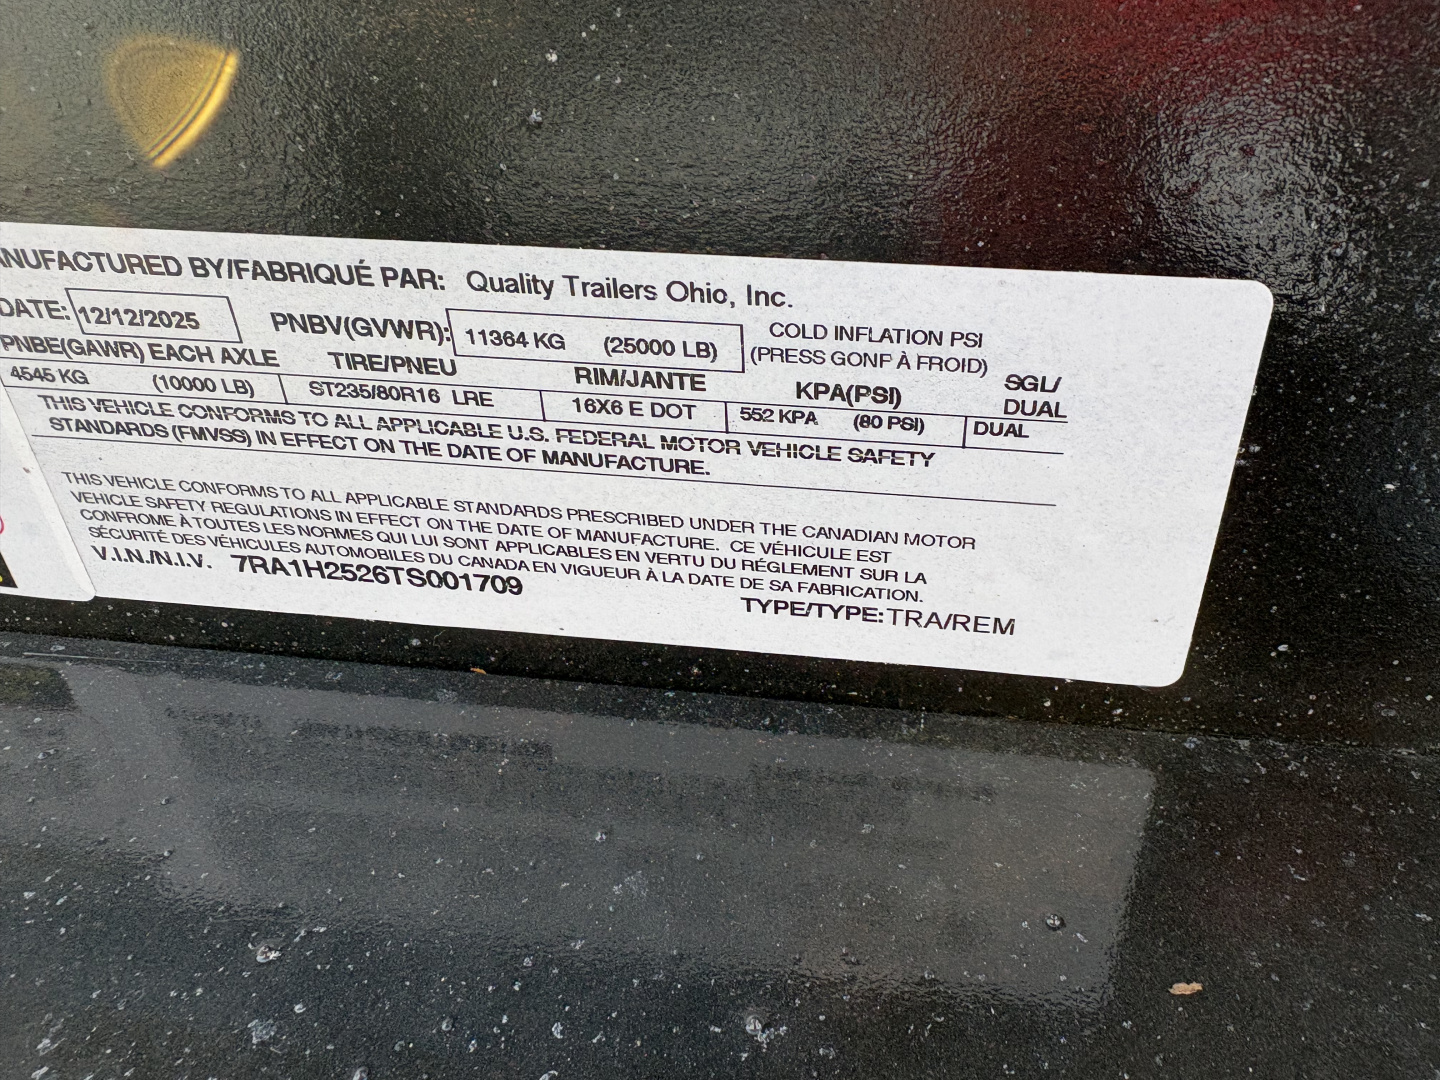 ANUFACTURED BY/FABRIQUÉ PAR: Quality Trailers Ohio, Inc.
DATE: 12/12/2025 PNBV(GVWR): 11364 KG (25000 LB) COLD INFLATION PSI
(PRESS GONF À FROID)
PNBE(GAWR) EACH AXLE TIRE/PNEU RIM/JANTE KPA(PSI) SGL/
DUAL
4545 KG (10000 LB) ST235/80R16 LRE 16X6 E DOT 552 KPA (80 PSI) DUAL
THIS VEHICLE CONFORMS TO ALL APPLICABLE U.S. FEDERAL MOTOR VEHICLE SAFETY
STANDARDS (FMVSS) IN EFFECT ON THE DATE OF MANUFACTURE.
THIS VEHICLE CONFORMS TO ALL APPLICABLE STANDARDS PRESCRIBED UNDER THE CANADIAN MOTOR
VEHICLE SAFETY REGULATIONS IN EFFECT ON THE DATE OF MANUFACTURE. CE VÉHICULE EST
CONFROME À TOUTES LES NORMES QUI LUI SONT APPLICABLES EN VERTU DU RÉGLEMENT SUR LA
SÉCURITÉ DES VÉHICULES AUTOMOBILES DU CANADA EN VIGUEUR À LA DATE DE SA FABRICATION.
V.I.N./N.I.V. 7RA1H2526TS001709
TYPE/TYPE: TRA/REM